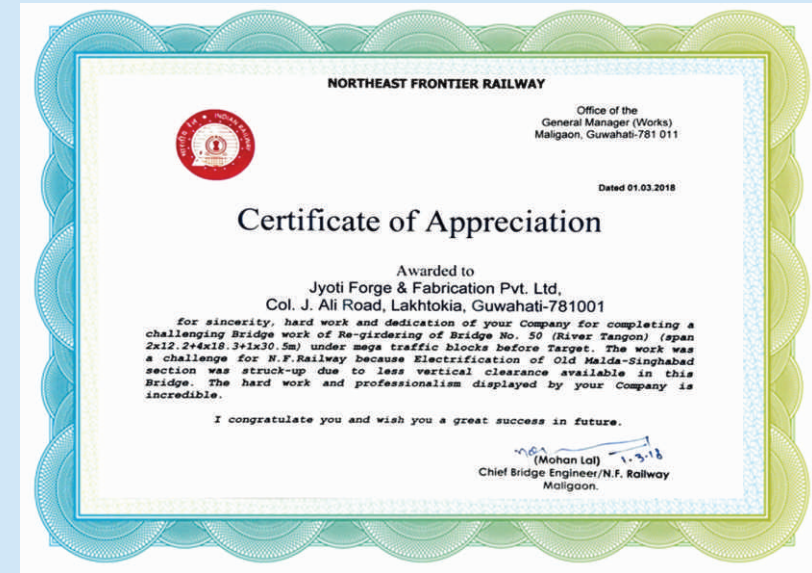 NORTHEAST FRONTIER RAILWAY
Office of the
General Manager (Works)
Maligaon, Guwahati-781 011
INDIAN RAILWAY
Dated 01.03.2018
Certificate of Appreciation
Awarded to
Jyoti Forge & Fabrication Pvt. Ltd,
Col. J. Ali Road, Lakhtokia, Guwahati-781001
for sincerity, hard work and dedication of your Company for completing a
challenging Bridge work of Re-girdering of Bridge No. 50 (River Tangon) (span
2x12.2+4x18.3+1x30.5m) under mega traffic blocks before Target. The work was
a challenge for N.F.Railway because Electrification of Old Malda-Singhabad
section was struck-up due to less vertical clearance available in this
Bridge. The hard work and professionalism displayed by your Company is
incredible.
I congratulate you and wish you a great success in future.
1.3.18
(Mohan Lal)
Chief Bridge Engineer/N.F. Railway
Maligaon.